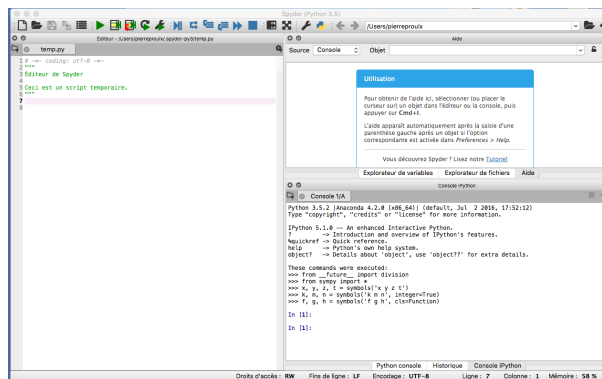 Spyder (Python 3.5)
/Users/pierreproulx
Éditeur - /Users/pierreproulx/.spyder-py3/temp.py
temp.py
1 # -*- coding: utf-8 -*-
2 """
3 Éditeur de Spyder
4
5 Ceci est un script temporaire.
6 """
7
8
Aide
Source Console Objet
Utilisation
Pour obtenir de l'aide ici, sélectionner (ou placer le
curseur sur) un objet dans l'éditeur ou la console, puis
appuyer sur Cmd+I.
L'aide apparaît automatiquement après la saisie d'une
parenthèse gauche après un objet si l'option
correspondante est activée dans Preferences > Help.
Vous découvrez Spyder ? Lisez notre Tutoriel
Explorateur de variables Explorateur de fichiers Aide
Console IPython
Console 1/A
Python 3.5.2 |Anaconda 4.2.0 (x86_64)| (default, Jul  2 2016, 17:52:12)
Type "copyright", "credits" or "license" for more information.
IPython 5.1.0 -- An enhanced Interactive Python.
?         -> Introduction and overview of IPython's features.
%quickref -> Quick reference.
help      -> Python's own help system.
object?   -> Details about 'object', use 'object??' for extra details.
These commands were executed:
>>> from __future__ import division
>>> from sympy import *
>>> x, y, z, t = symbols('x y z t')
>>> k, m, n = symbols('k m n', integer=True)
>>> f, g, h = symbols('f g h', cls=Function)
In [1]:
In [1]:
Python console Historique Console IPython
Droits d'accès : RW Fins de ligne : LF Encodage : UTF-8 Ligne : 7 Colonne : 1 Mémoire : 58 %